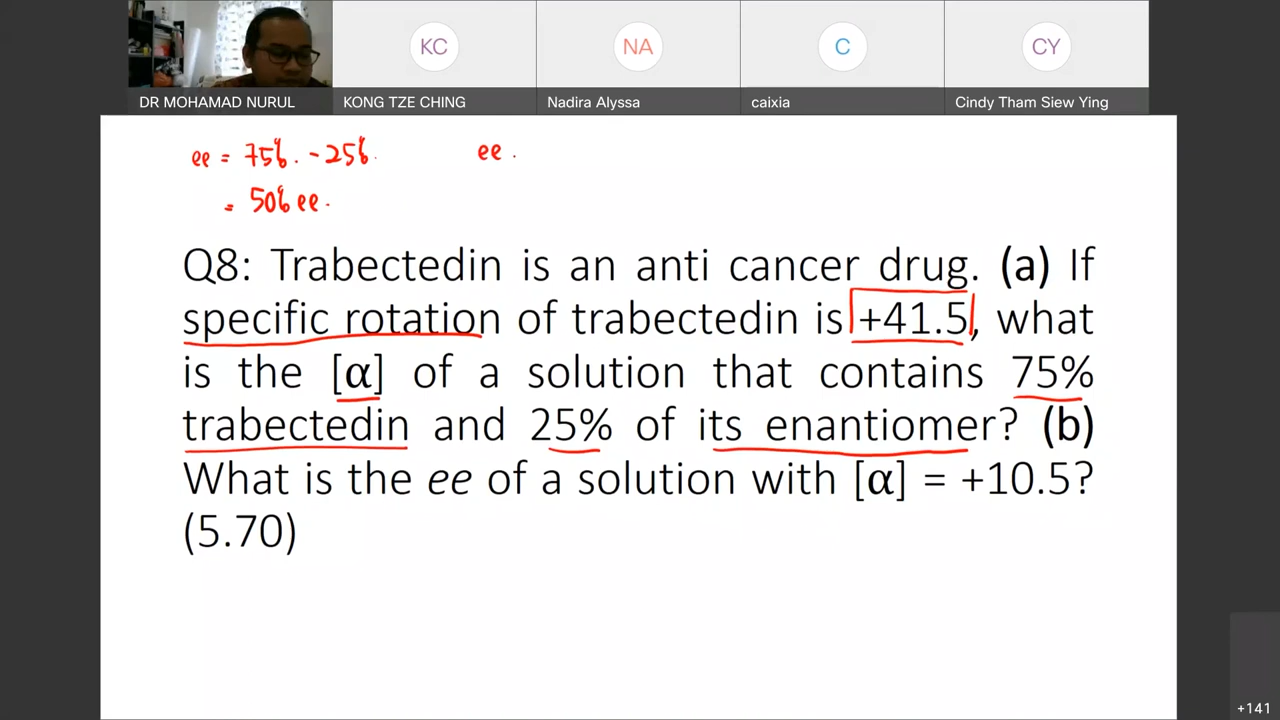 KC
NA
C
CY
DR MOHAMAD NURUL
KONG TZE CHING
Nadira Alyssa
caixia
Cindy Tham Siew Ying
ee = 75%. - 25%.
ee.
= 50% ee.
Q8: Trabectedin is an anti cancer drug. (a) If
specific rotation of trabectedin is +41.5, what
is the [α] of a solution that contains 75%
trabectedin and 25% of its enantiomer? (b)
What is the ee of a solution with [α] = +10.5?
(5.70)
+141